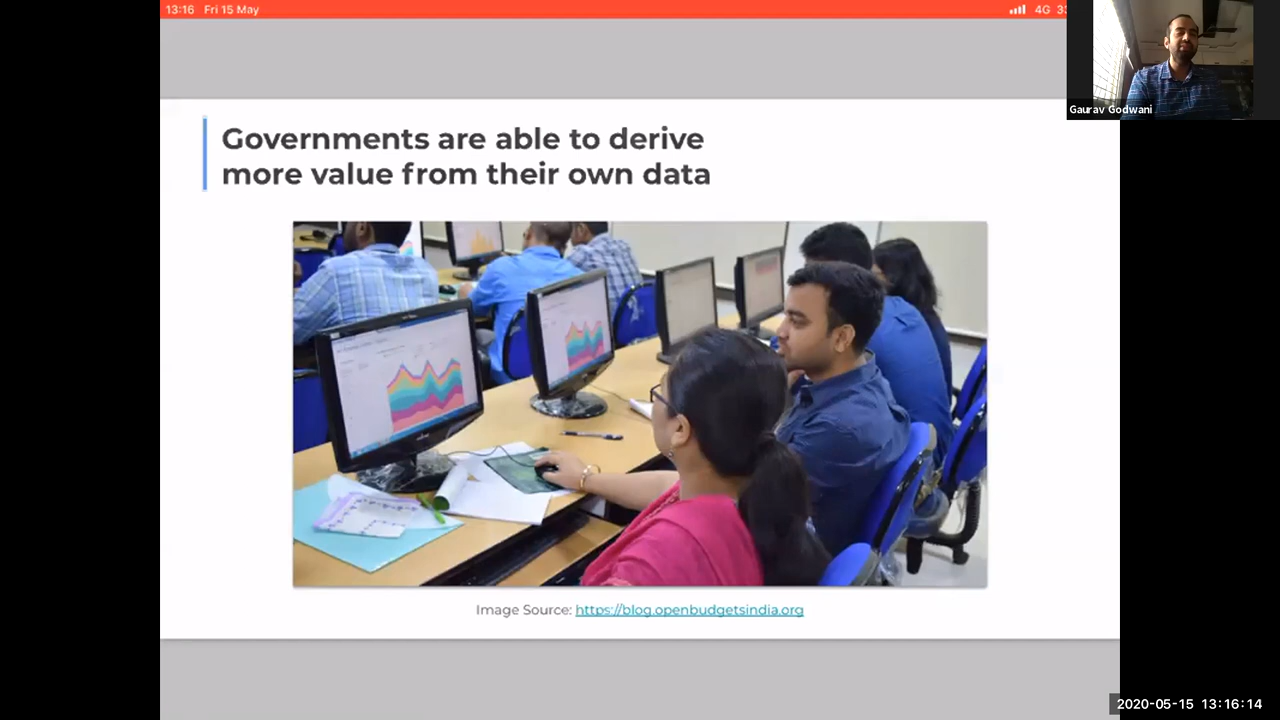 13:16 Fri 15 May
4G
Gaurav Godwani
Governments are able to derive
more value from their own data
Image Source: https://blog.openbudgetsindia.org
2020-05-15 13:16:14